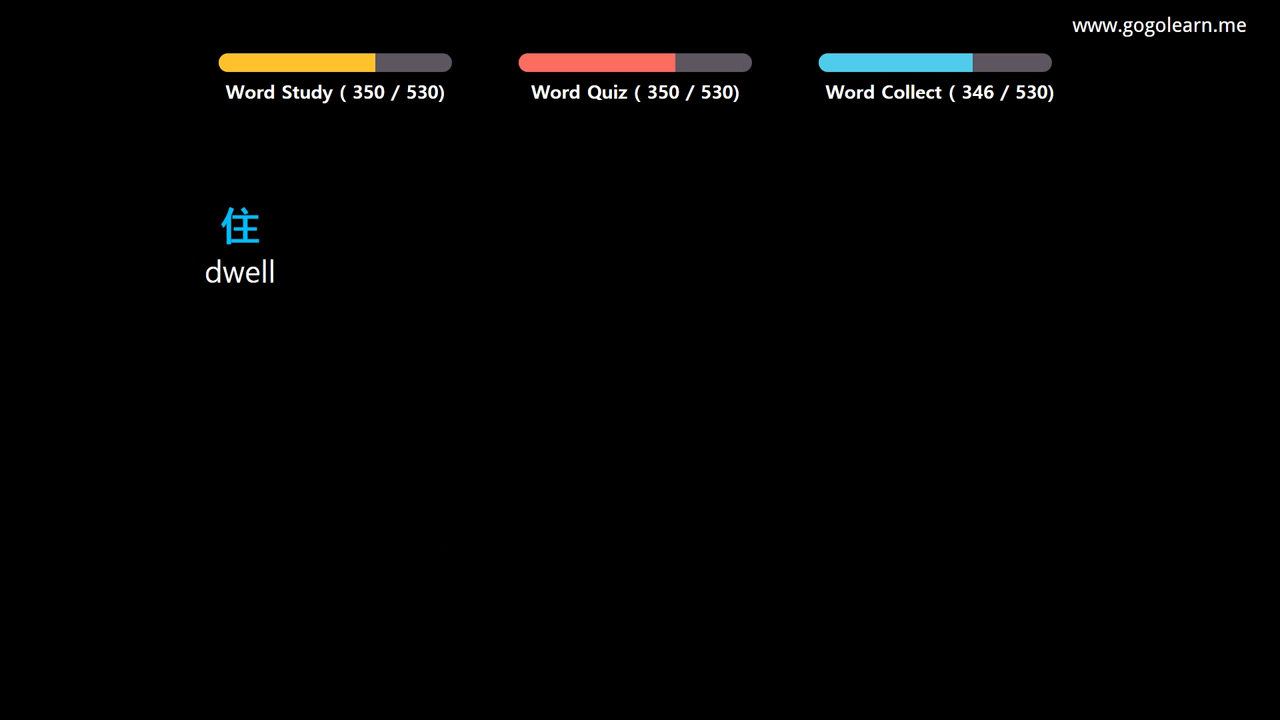 www.gogolearn.me
Word Study ( 350 / 530)
Word Quiz ( 350 / 530)
Word Collect ( 346 / 530)
住
dwell